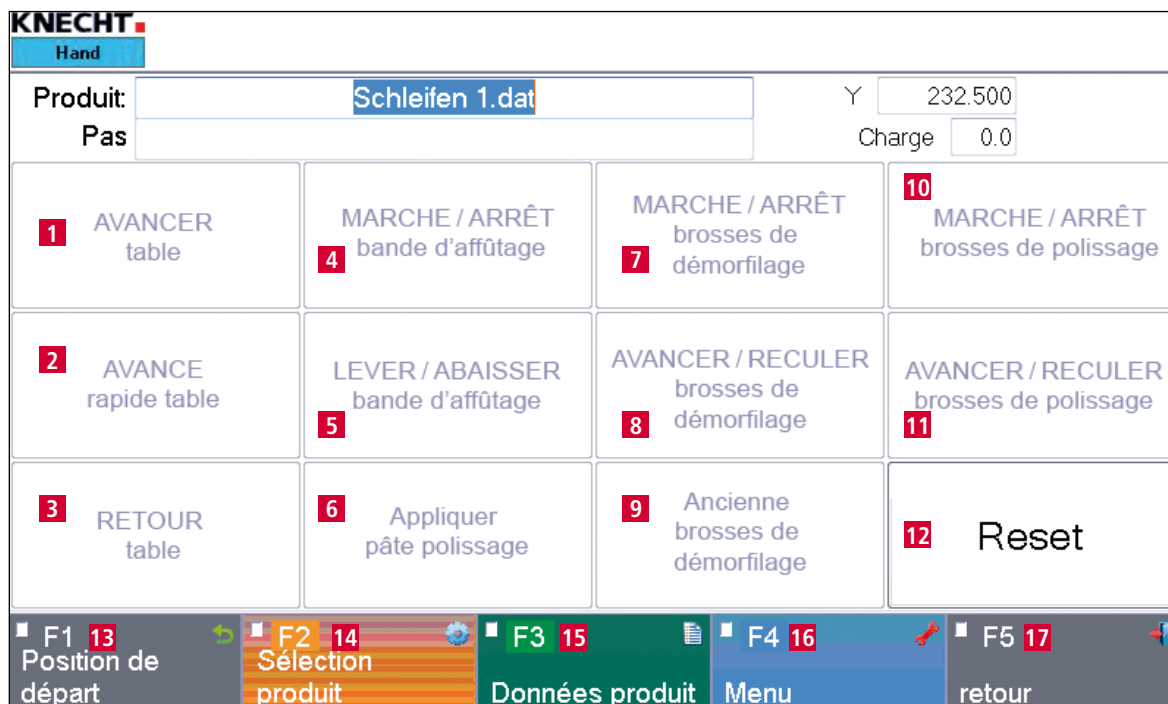 KNECHT
Hand
Produit: Schleifen 1.dat Y 232.500
Pas Charge 0.0
1 AVANCER
table
4 MARCHE / ARRÊT
bande d'affûtage
7 MARCHE / ARRÊT
brosses de
démorfilage
10 MARCHE / ARRÊT
brosses de polissage
2 AVANCE
rapide table
5 LEVER / ABAISSER
bande d'affûtage
8 AVANCER / RECULER
brosses de
démorfilage
11 AVANCER / RECULER
brosses de polissage
3 RETOUR
table
6 Appliquer
pâte polissage
9 Ancienne
brosses de
démorfilage
12 Reset
F1 13
Position de
départ
F2 14
Sélection
produit
F3 15
Données produit
F4 16
Menu
F5 17
retour